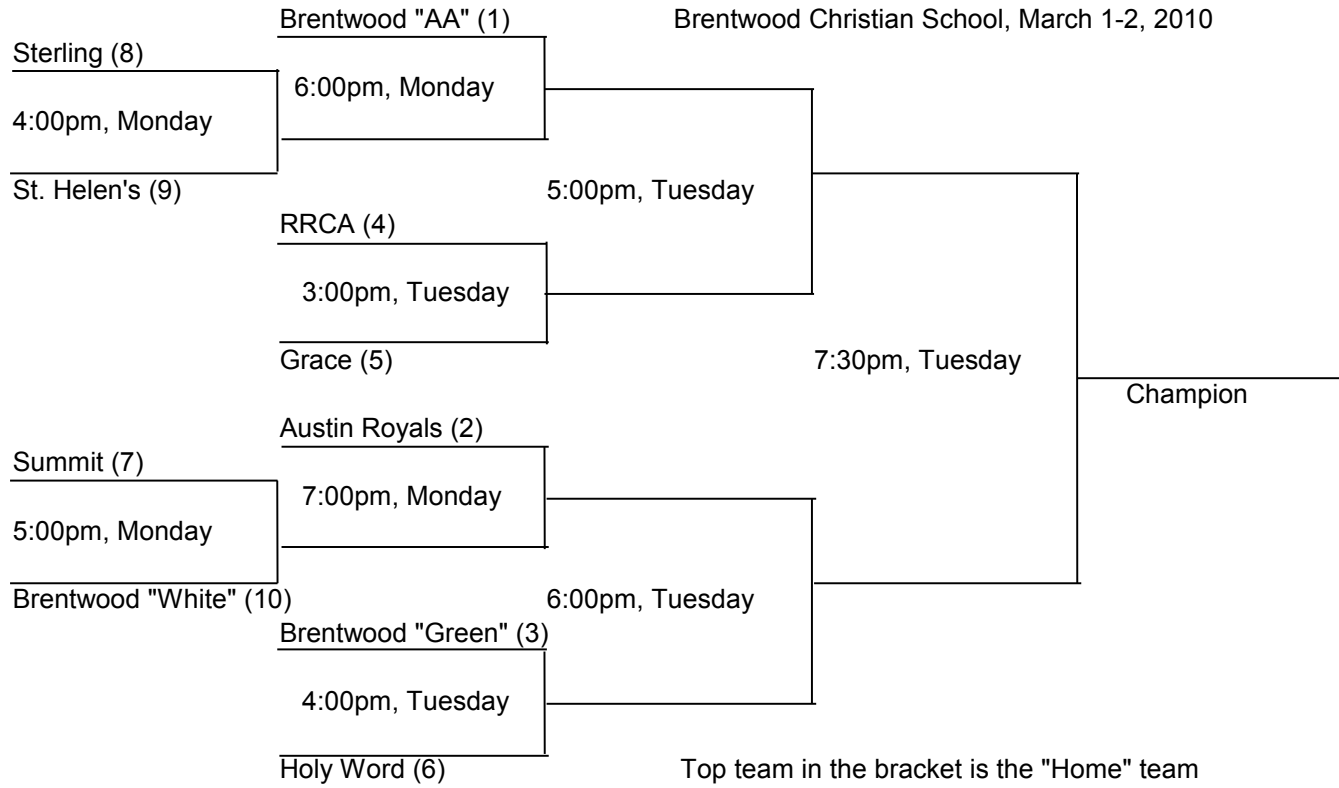 Brentwood "AA" (1)
Brentwood Christian School, March 1-2, 2010
Sterling (8)
6:00pm, Monday
4:00pm, Monday
St. Helen's (9)
5:00pm, Tuesday
RRCA (4)
3:00pm, Tuesday
Grace (5)
7:30pm, Tuesday
Champion
Austin Royals (2)
Summit (7)
7:00pm, Monday
5:00pm, Monday
Brentwood "White" (10)
6:00pm, Tuesday
Brentwood "Green" (3)
4:00pm, Tuesday
Holy Word (6)
Top team in the bracket is the "Home" team